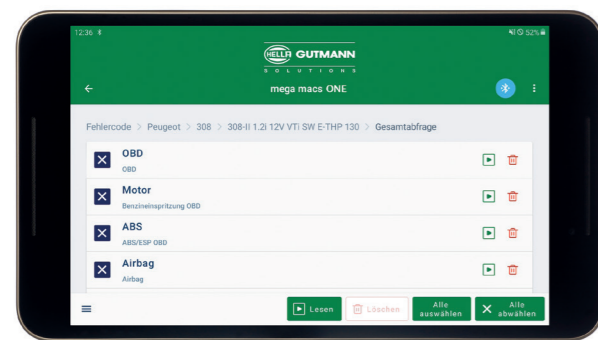 12:36
52%
HELLA GUTMANN
SOLUTIONS
mega macs ONE
Fehlercode > Peugeot > 308 > 308-II 1.2i 12V VTi SW E-THP 130 > Gesamtabfrage
OBD
OBD
Motor
Benzineinspritzung OBD
ABS
ABS/ESP OBD
Airbag
Airbag
Lesen
Löschen
Alle
auswählen
Alle
abwählen